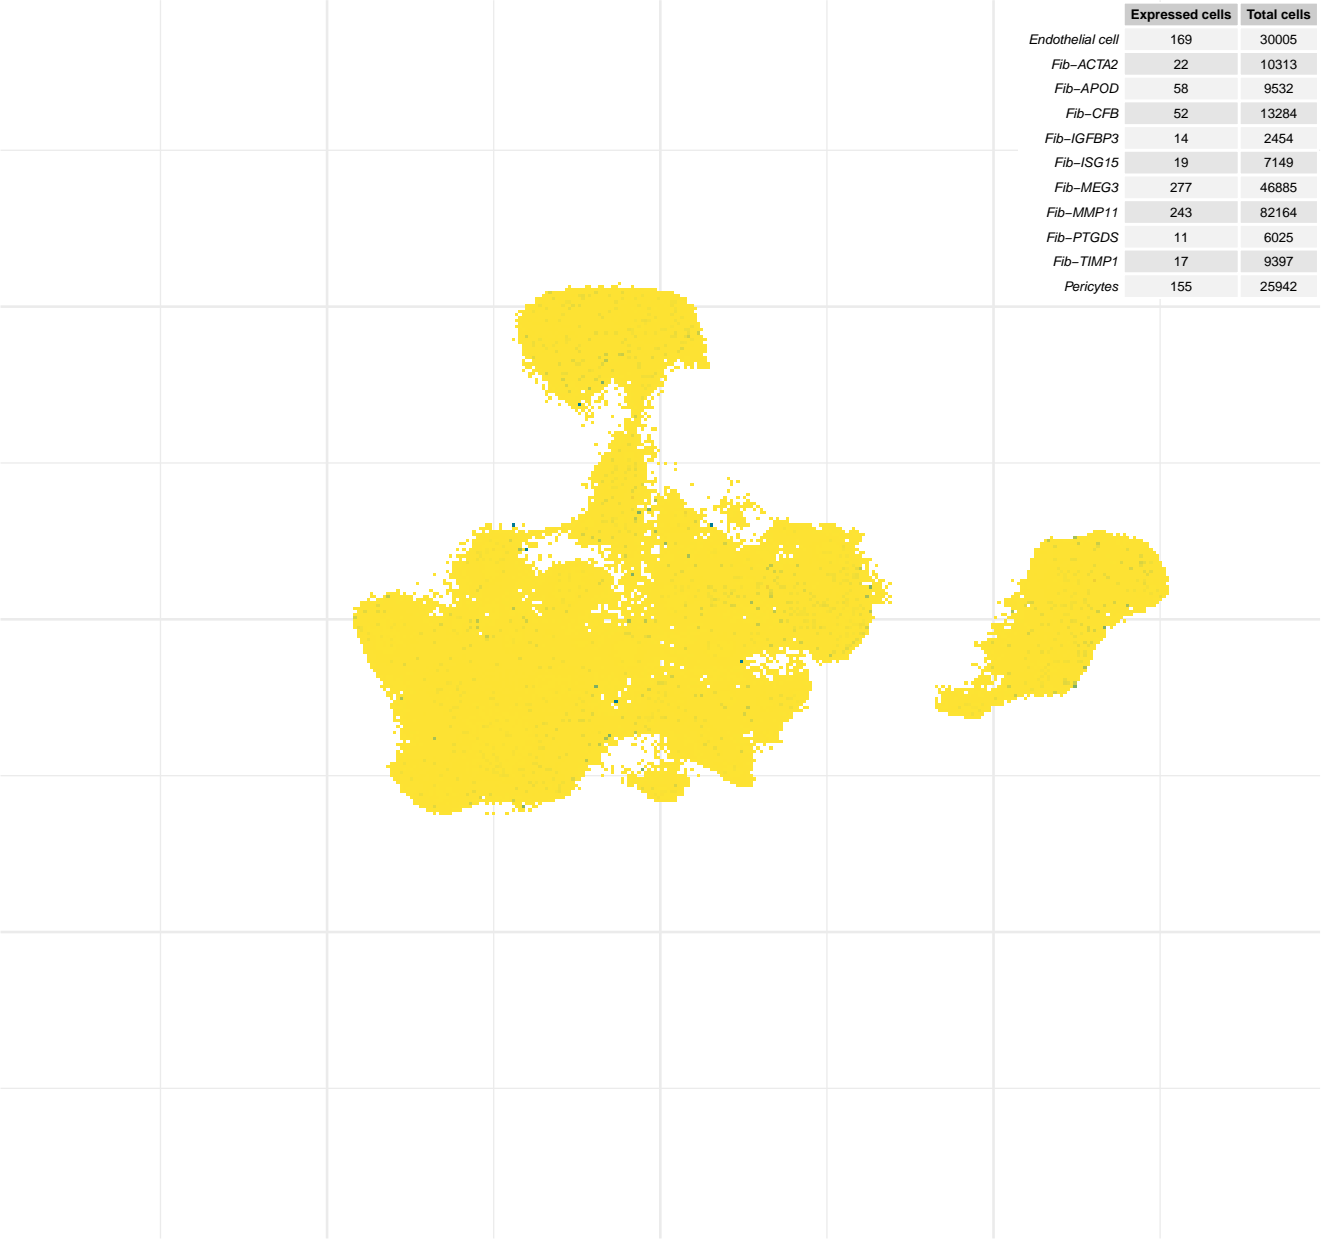 Expressed cells Total cells
Endothelial cell 169 30005
Fib−ACTA2 22 10313
Fib−APOD 58 9532
Fib−CFB 52 13284
Fib−IGFBP3 14 2454
Fib−ISG15 19 7149
Fib−MEG3 277 46885
Fib−MMP11 243 82164
Fib−PTGDS 11 6025
Fib−TIMP1 17 9397
Pericytes 155 25942